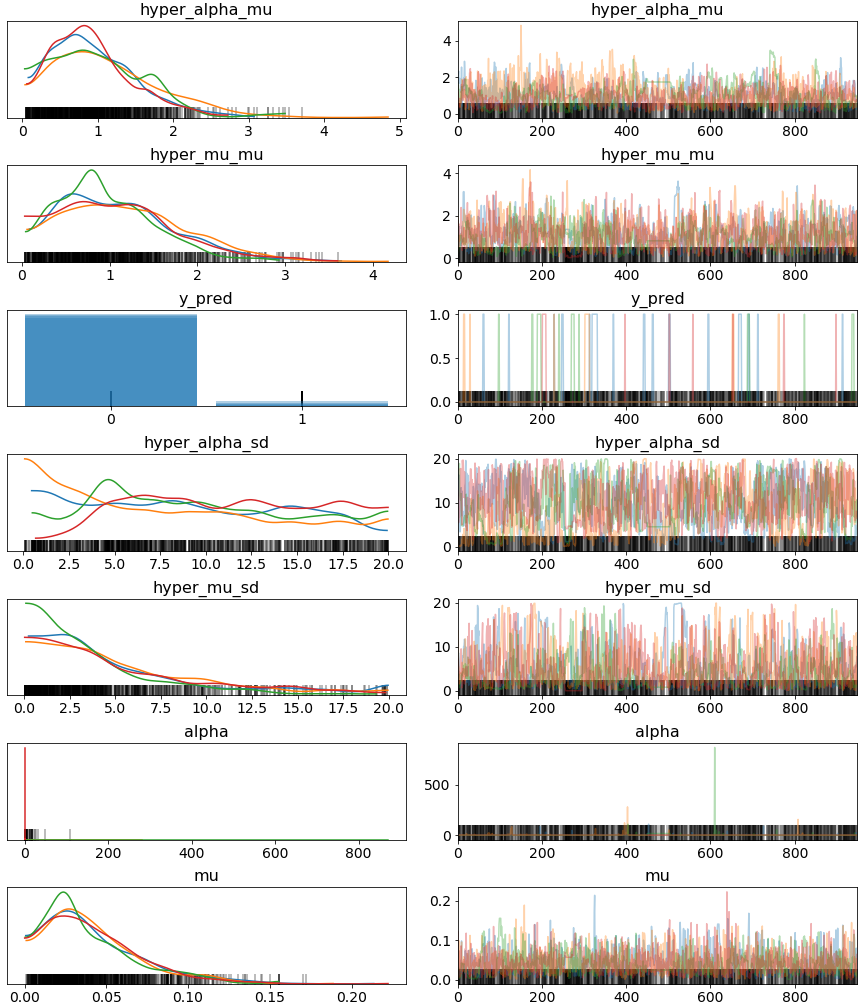 hyper_alpha_mu hyper_alpha_mu
4
2
0
0 1 2 3 4 5 0 200 400 600 800
hyper_mu_mu hyper_mu_mu
4
2
0
0 1 2 3 4 0 200 400 600 800
y_pred y_pred
1.0
0.5
0.0
0 1 0 200 400 600 800
hyper_alpha_sd hyper_alpha_sd
20
10
0
0.0 2.5 5.0 7.5 10.0 12.5 15.0 17.5 20.0 0 200 400 600 800
hyper_mu_sd hyper_mu_sd
20
10
0
0.0 2.5 5.0 7.5 10.0 12.5 15.0 17.5 20.0 0 200 400 600 800
alpha alpha
500
0
0 200 400 600 800 0 200 400 600 800
mu mu
0.2
0.1
0.0
0.00 0.05 0.10 0.15 0.20 0 200 400 600 800